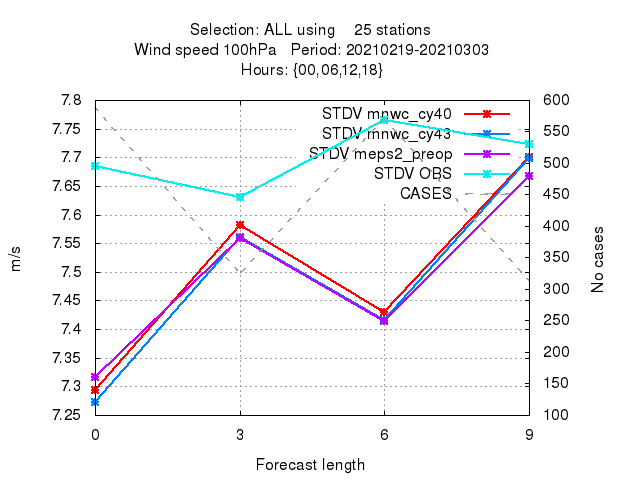 Selection: ALL using    25 stations
Wind speed 100hPa   Period: 20210219-20210303
Hours: {00,06,12,18}
7.8
7.75
7.7
7.65
7.6
7.55
7.5
7.45
7.4
7.35
7.3
7.25
m/s
STDV mnwc_cy40
STDV mnwc_cy43
STDV meps2_preop
STDV OBS
CASES
600
550
500
450
400
350
300
250
200
150
100
No cases
0 3 6 9
Forecast length